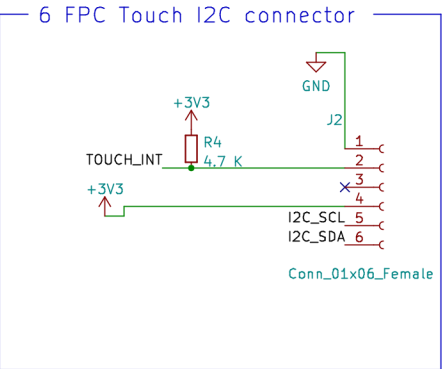 6 FPC Touch I2C connector
GND
+3V3
J2
R4
4.7 K
TOUCH_INT
1
2
3
+3V3
4
I2C_SCL 5
I2C_SDA 6
Conn_01x06_Female